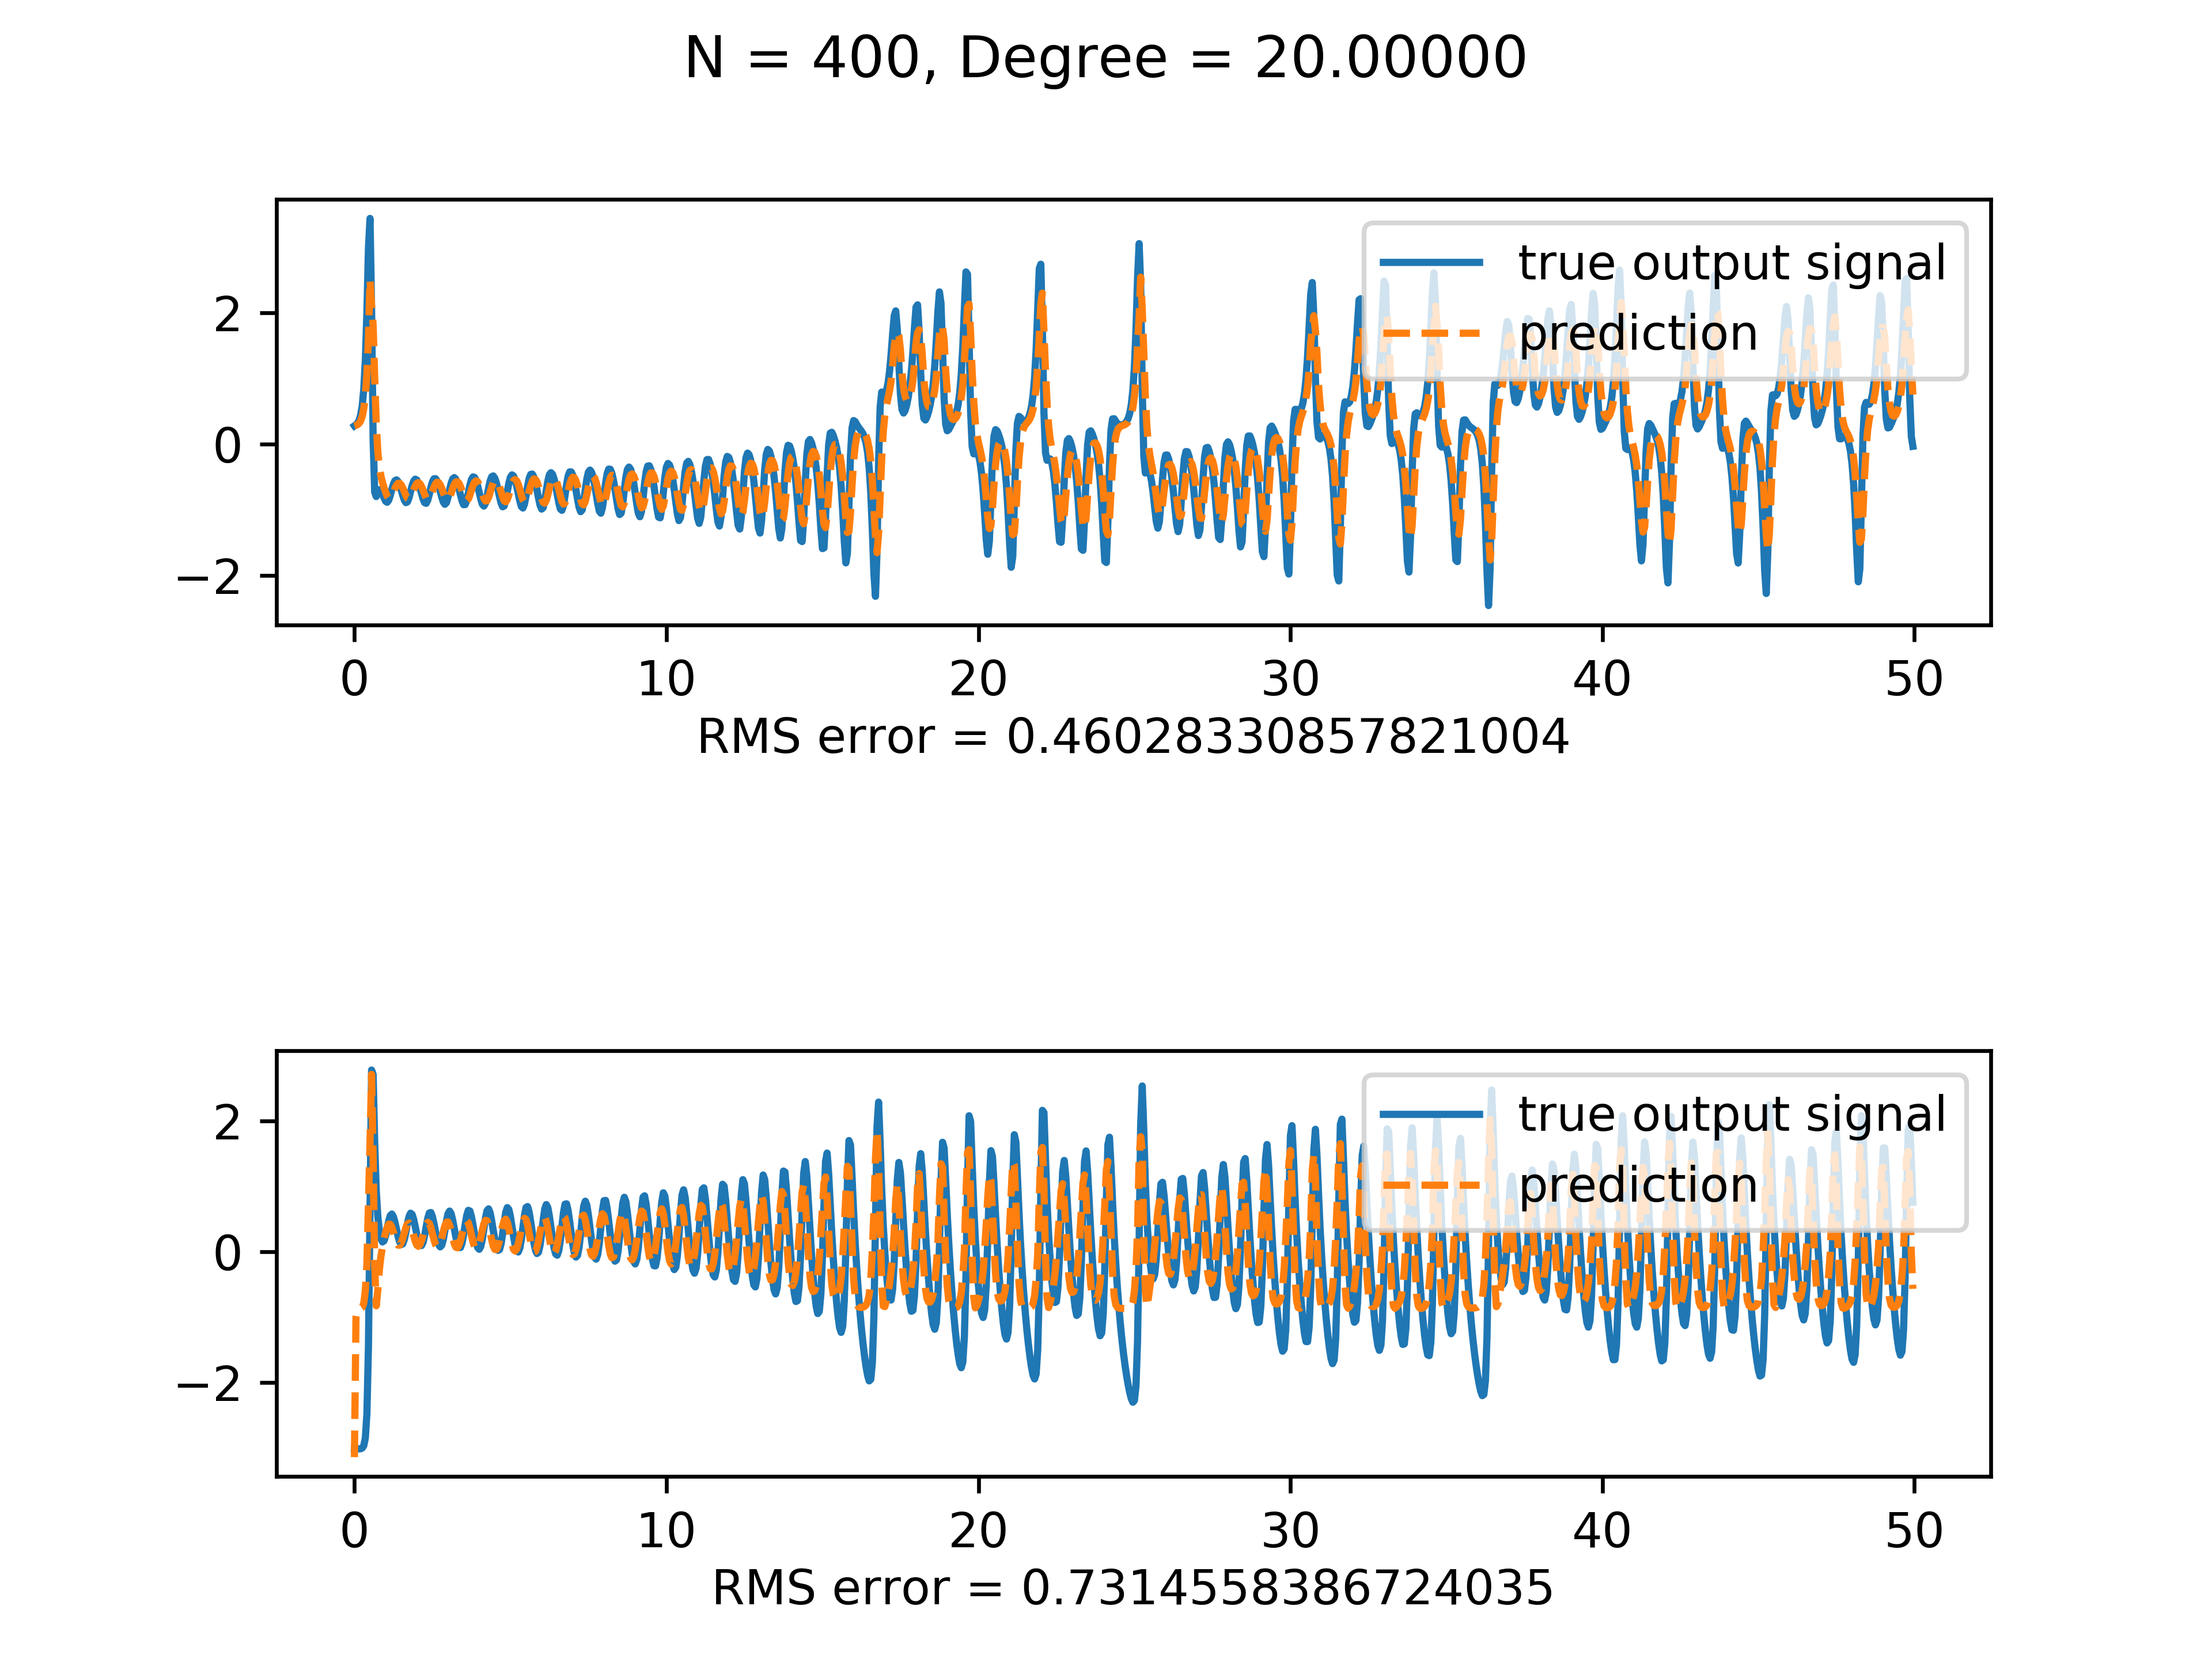 N = 400, Degree = 20.00000
true output signal
prediction
2
0
−2
0 10 20 30 40 50
RMS error = 0.46028330857821004
true output signal
prediction
2
0
−2
0 10 20 30 40 50
RMS error = 0.7314558386724035